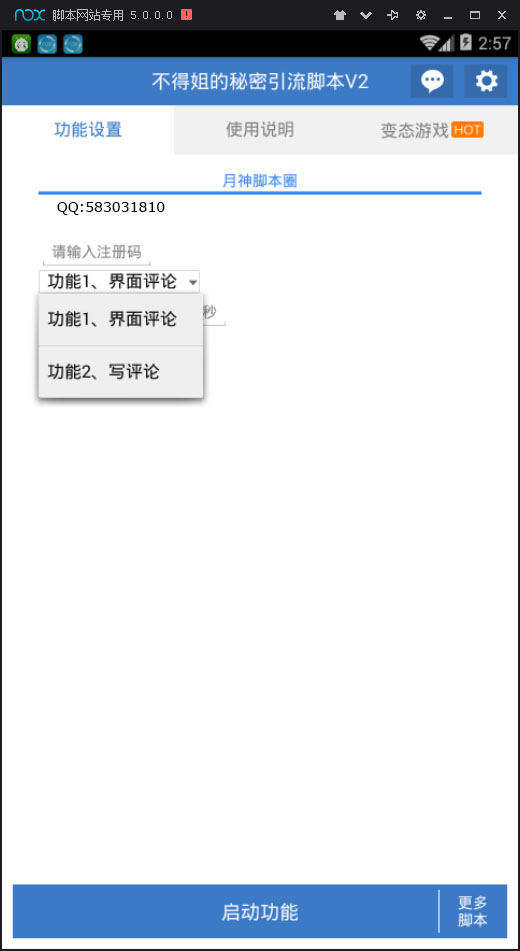 nox 脚本网站专用 5.0.0.0
2:57
不得姐的秘密引流脚本V2
功能设置 使用说明 变态游戏 HOT
月神脚本圈
QQ:583031810
请输入注册码
功能1、界面评论
功能1、界面评论 秒
功能2、写评论
启动功能 更多
脚本